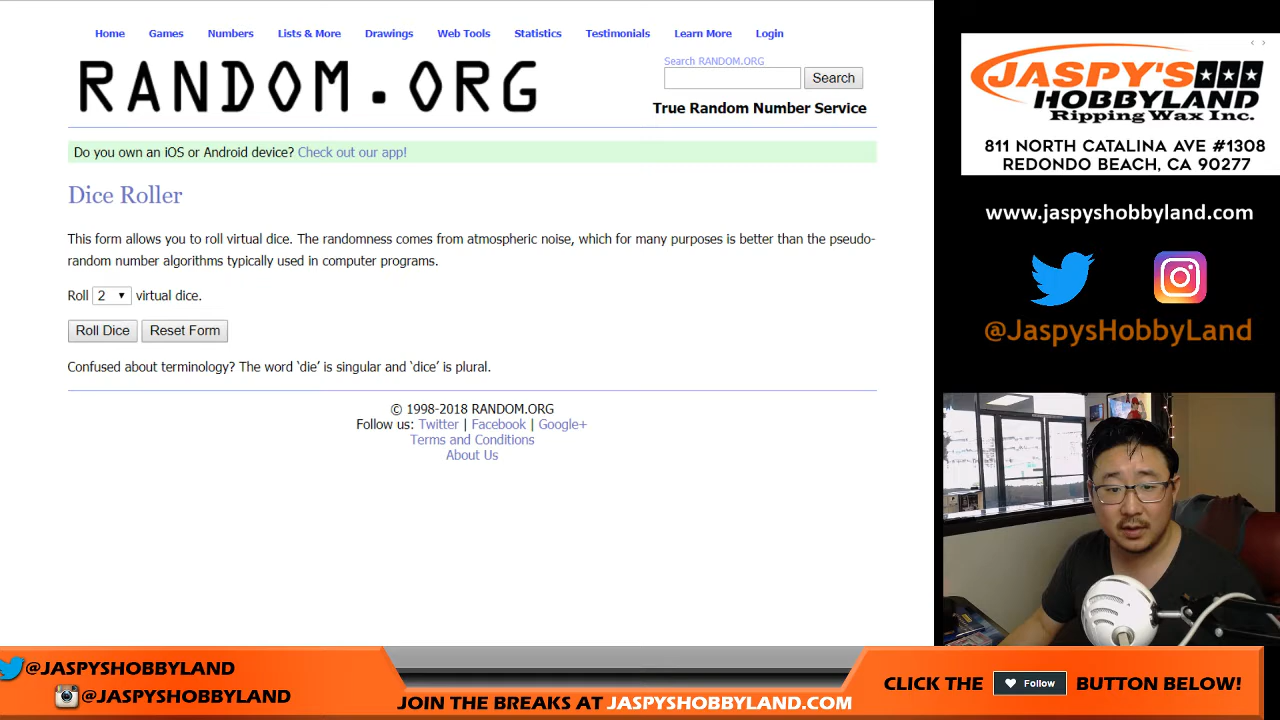 Home Games Numbers Lists & More Drawings Web Tools Statistics Testimonials Learn More Login
RANDOM.ORG
Search RANDOM.ORG
Search
True Random Number Service
Do you own an iOS or Android device? Check out our app!
Dice Roller
This form allows you to roll virtual dice. The randomness comes from atmospheric noise, which for many purposes is better than the pseudo-
random number algorithms typically used in computer programs.
Roll 2 virtual dice.
Roll Dice Reset Form
Confused about terminology? The word ‘die’ is singular and ‘dice’ is plural.
© 1998-2018 RANDOM.ORG
Follow us: Twitter | Facebook | Google+
Terms and Conditions
About Us
JASPY'S
HOBBYLAND
Ripping Wax Inc.
811 NORTH CATALINA AVE #1308
REDONDO BEACH, CA 90277
www.jaspyshobbyland.com
@JaspysHobbyLand
@JASPYSHOBBYLAND
@JASPYSHOBBYLAND
JOIN THE BREAKS AT JASPYSHOBBYLAND.COM
CLICK THE Follow BUTTON BELOW!